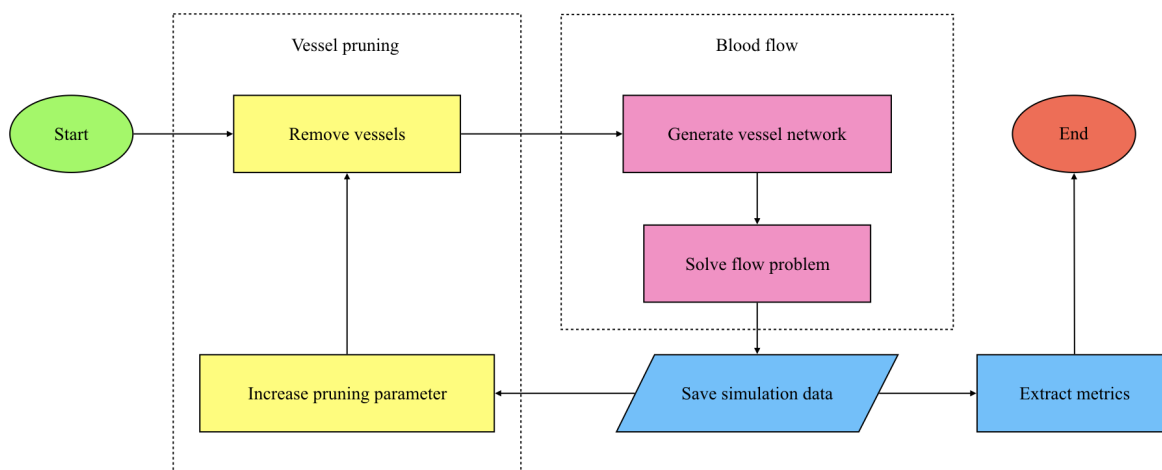 Vessel pruning
Blood flow
Start
Remove vessels
Generate vessel network
End
Solve flow problem
Increase pruning parameter
Save simulation data
Extract metrics